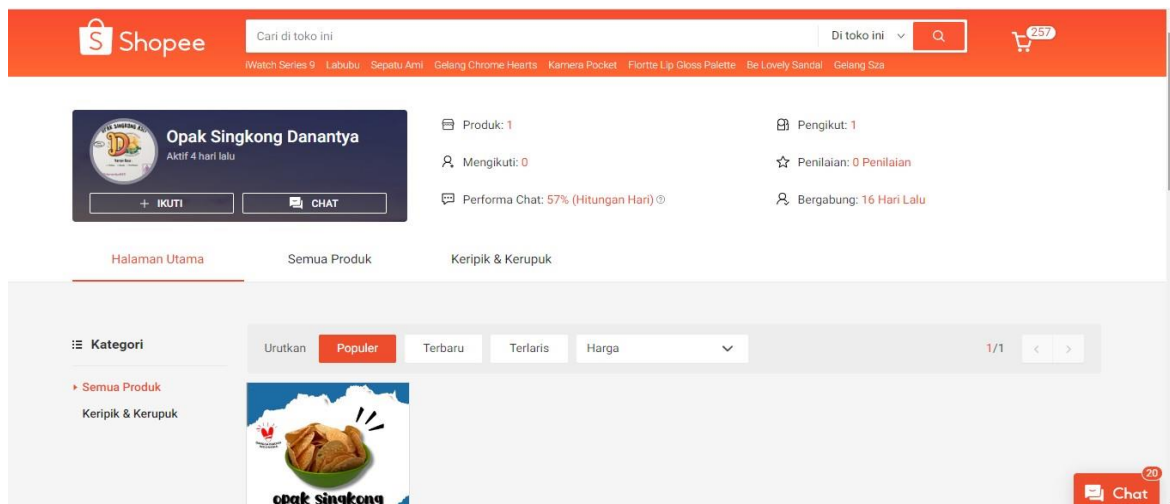 Shopee
Cari di toko ini
Di toko ini
257
iWatch Series 9 Labubu Sepatu Ami Gelang Chrome Hearts Kamera Pocket Flortte Lip Gloss Palette Be Lovely Sandal Gelang Sza
Opak Singkong Danantya
Aktif 4 hari lalu
+ IKUTI
CHAT
Produk: 1
Pengikut: 1
Mengikuti: 0
Penilaian: 0 Penilaian
Performa Chat: 57% (Hitungan Hari)
Bergabung: 16 Hari Lalu
Halaman Utama
Semua Produk
Keripik & Kerupuk
Kategori
Urutkan
Populer
Terbaru
Terlaris
Harga
1/1
Semua Produk
Keripik & Kerupuk
opak singkong
20
Chat